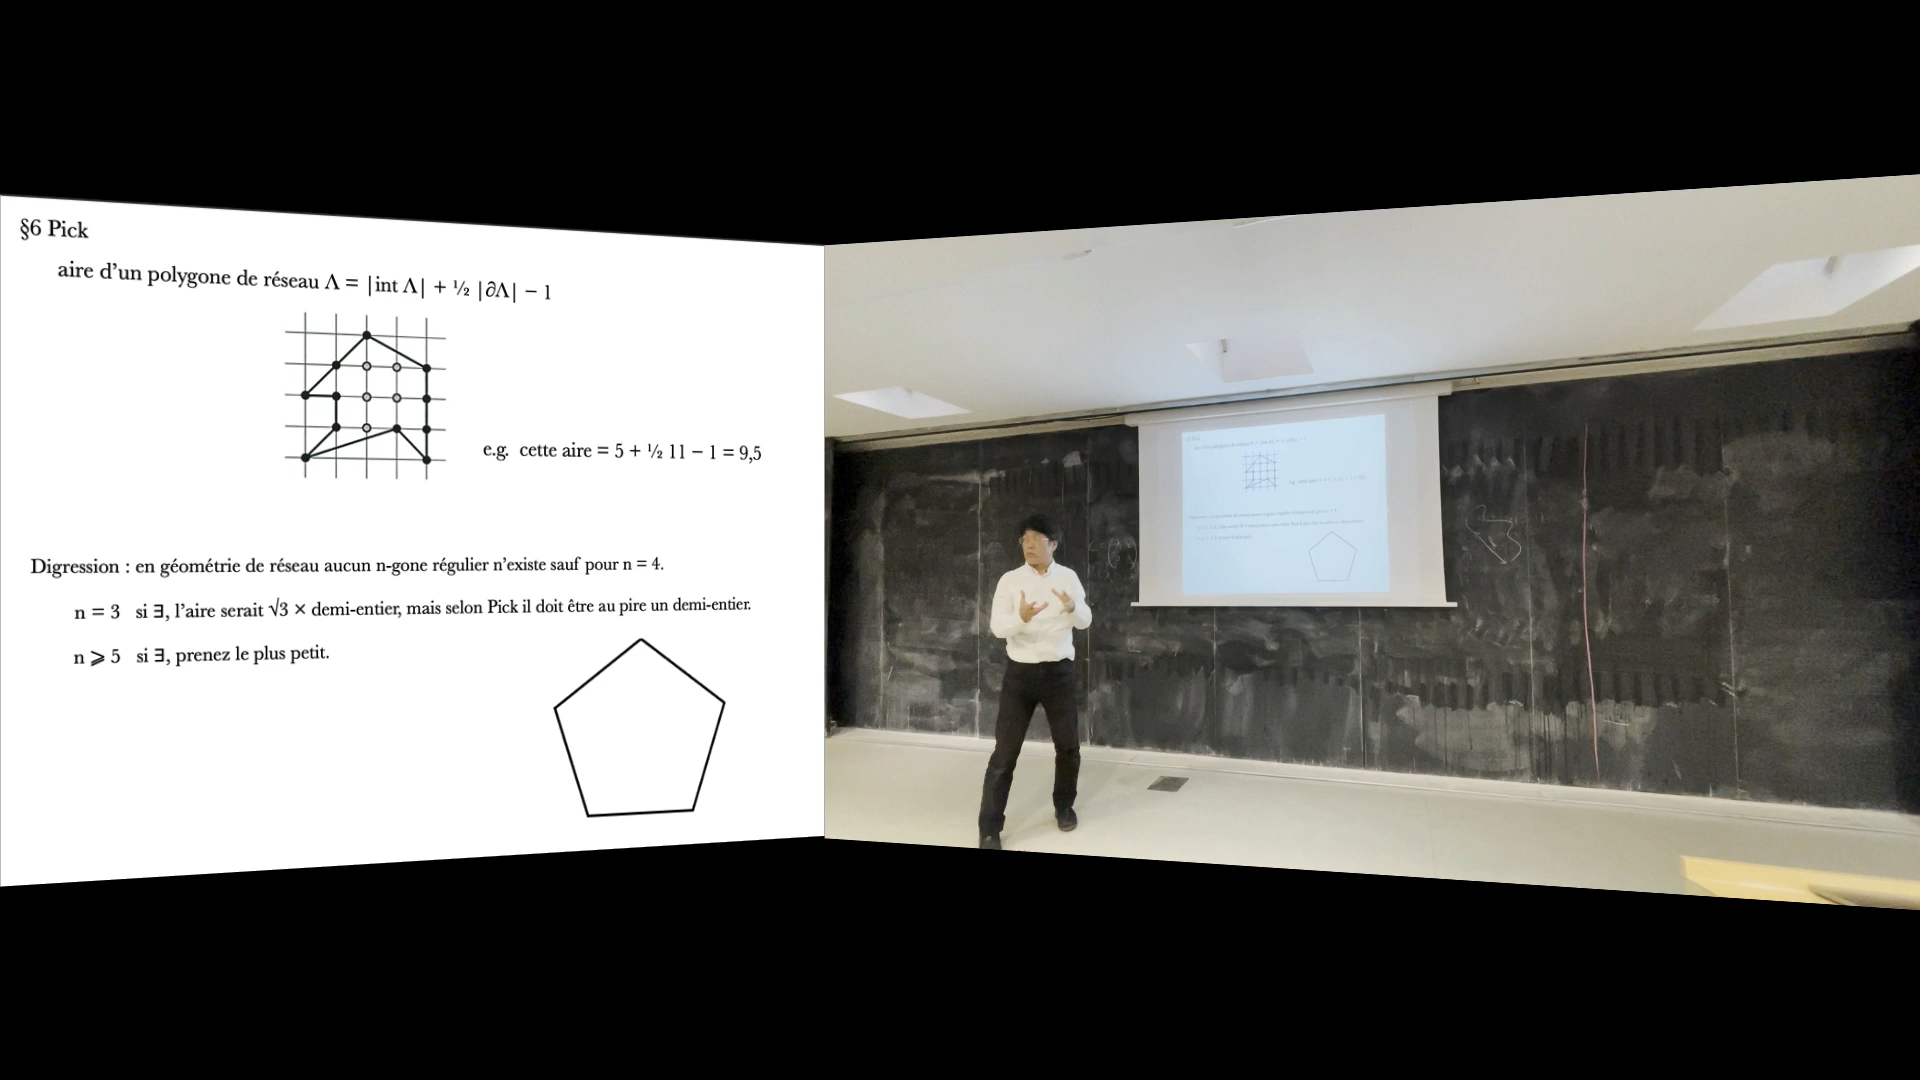 §6 Pick
aire d’un polygone de réseau Λ = |int Λ| + ½ |∂Λ| − 1
e.g. cette aire = 5 + ½ 11 − 1 = 9,5
Digression : en géométrie de réseau aucun n-gone régulier n’existe sauf pour n = 4.
n = 3 si ∃, l’aire serait √3 × demi-entier, mais selon Pick il doit être au pire un demi-entier.
n ⩾ 5 si ∃, prenez le plus petit.